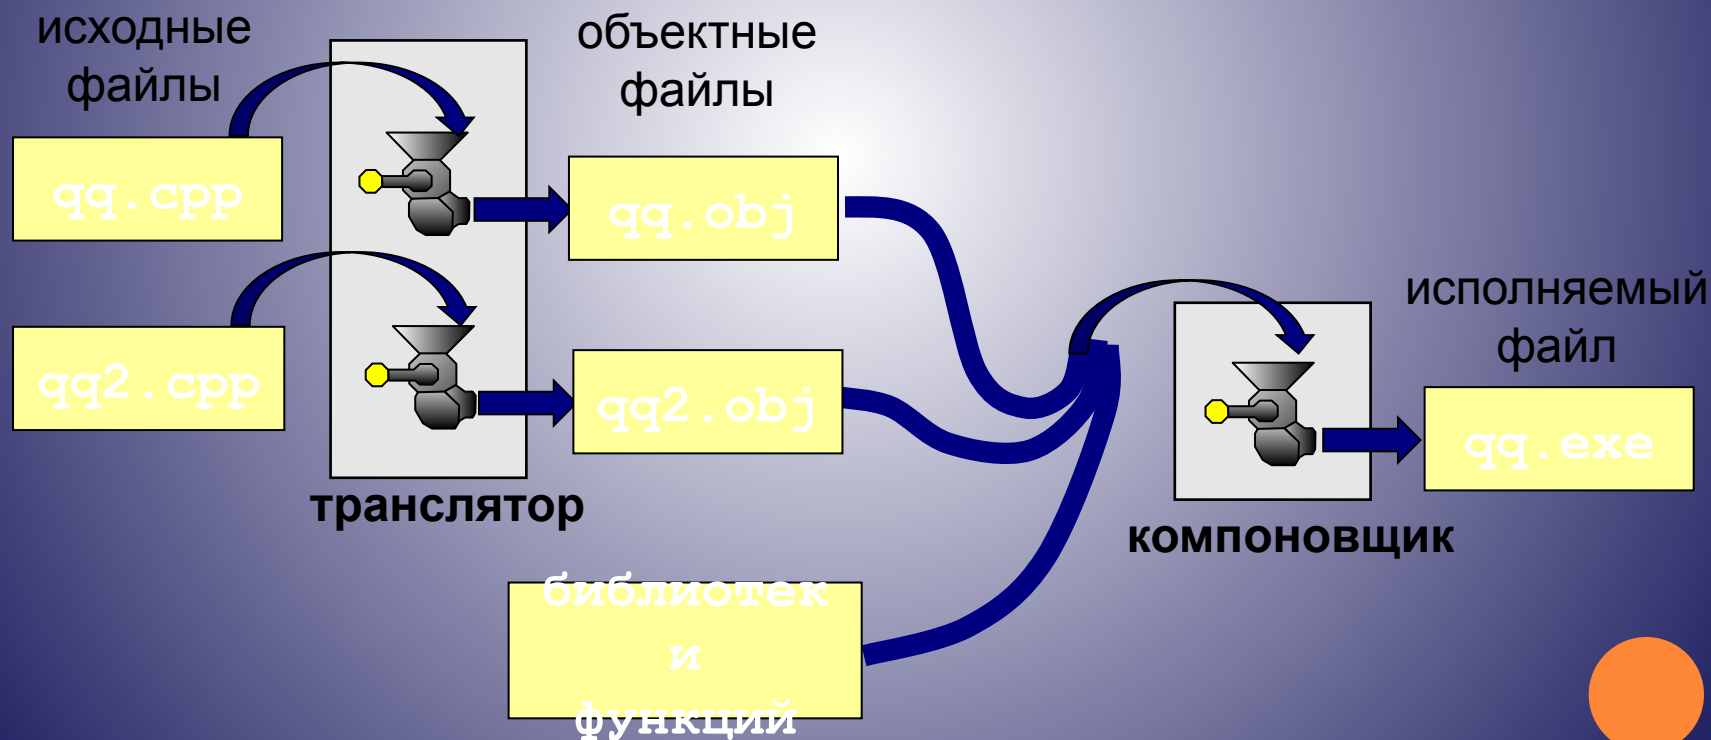 исходные
файлы
объектные
файлы
qq.cpp
qq.obj
qq2.cpp
qq2.obj
транслятор
исполняемый
файл
qq.exe
компоновщик
библиотек
и
функций